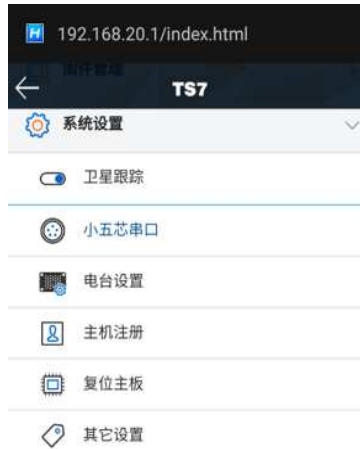 192.168.20.1/index.html
TS7
系统设置
卫星跟踪
小五芯串口
电台设置
主机注册
复位主板
其它设置